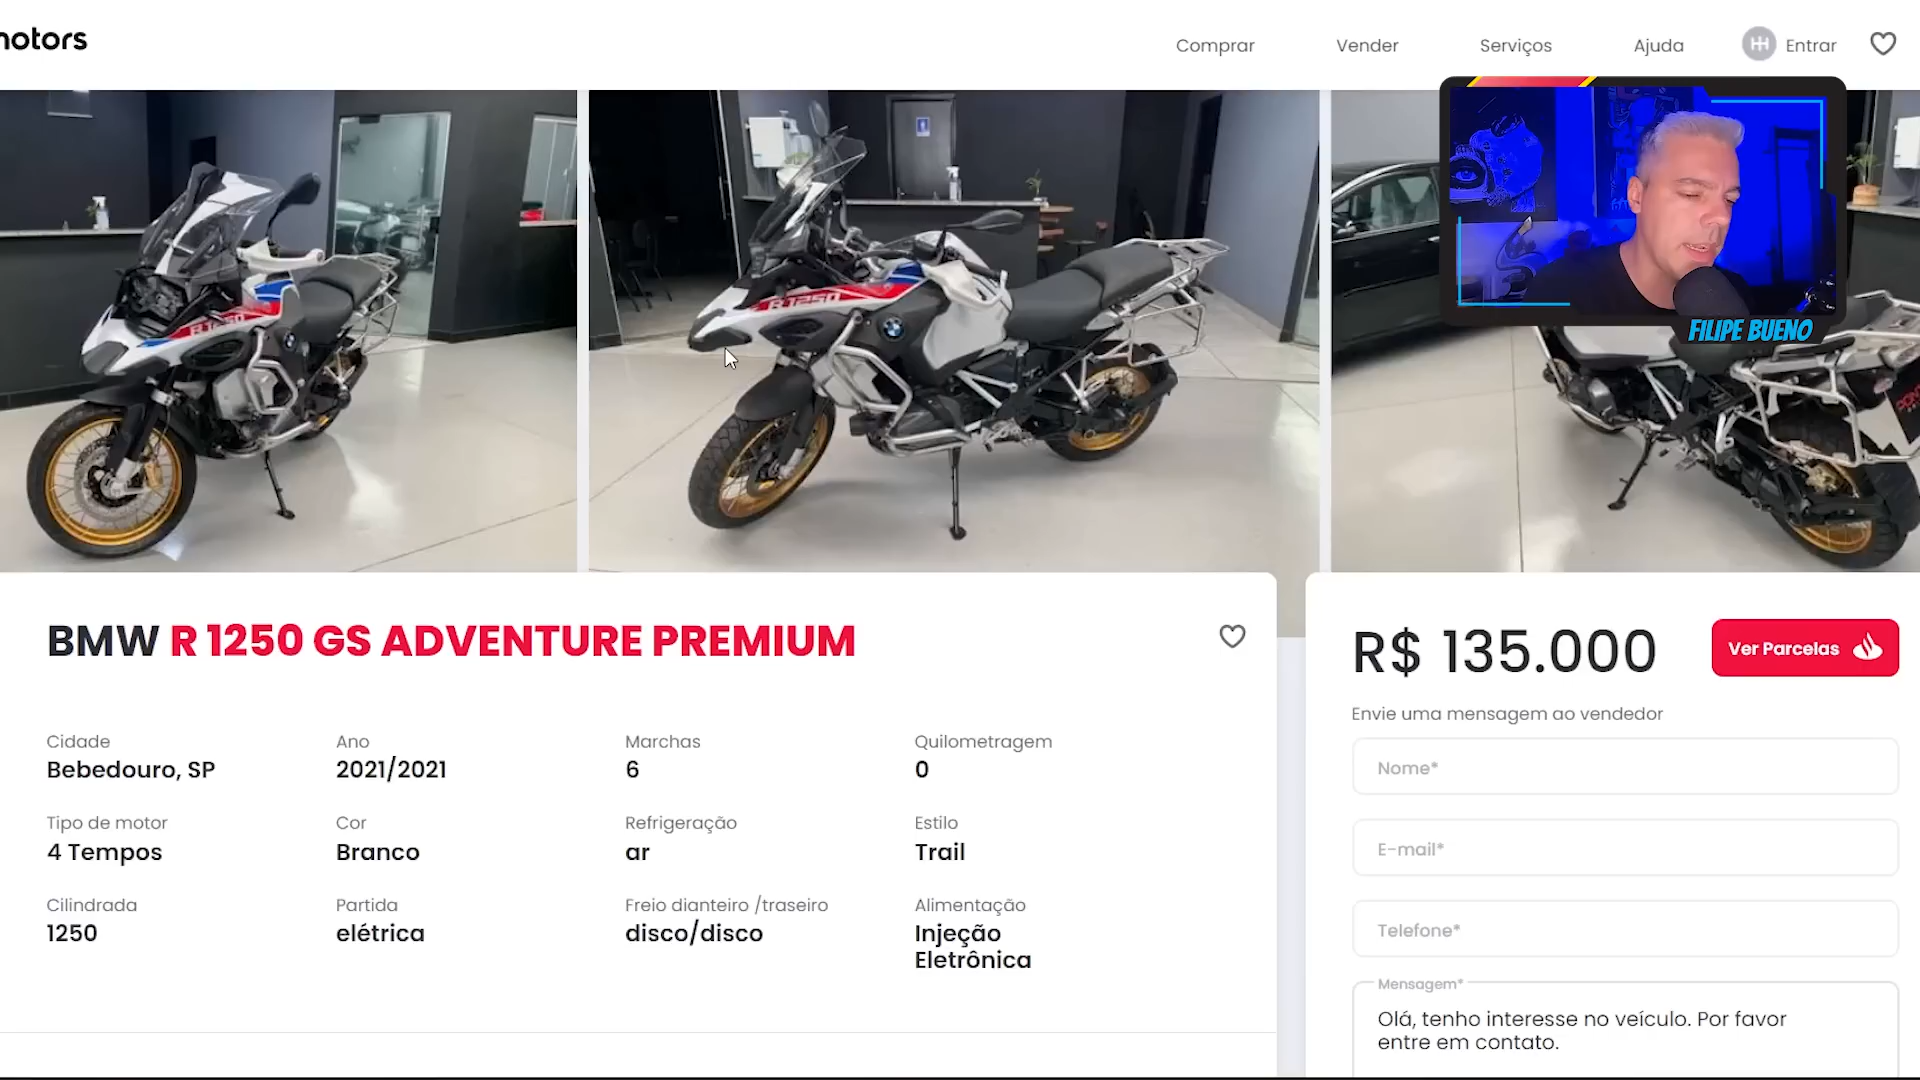 motors
Comprar
Vender
Serviços
Ajuda
Entrar
R1250
R1250
FILIPE BUENO
BMW R 1250 GS ADVENTURE PREMIUM
Cidade
Bebedouro, SP
Ano
2021/2021
Marchas
6
Quilometragem
0
Tipo de motor
4 Tempos
Cor
Branco
Refrigeração
ar
Estilo
Trail
Cilindrada
1250
Partida
elétrica
Freio dianteiro /traseiro
disco/disco
Alimentação
Injeção
Eletrônica
R$ 135.000
Ver Parcelas
Envie uma mensagem ao vendedor
Nome*
E-mail*
Telefone*
Mensagem*
Olá, tenho interesse no veículo. Por favor
entre em contato.